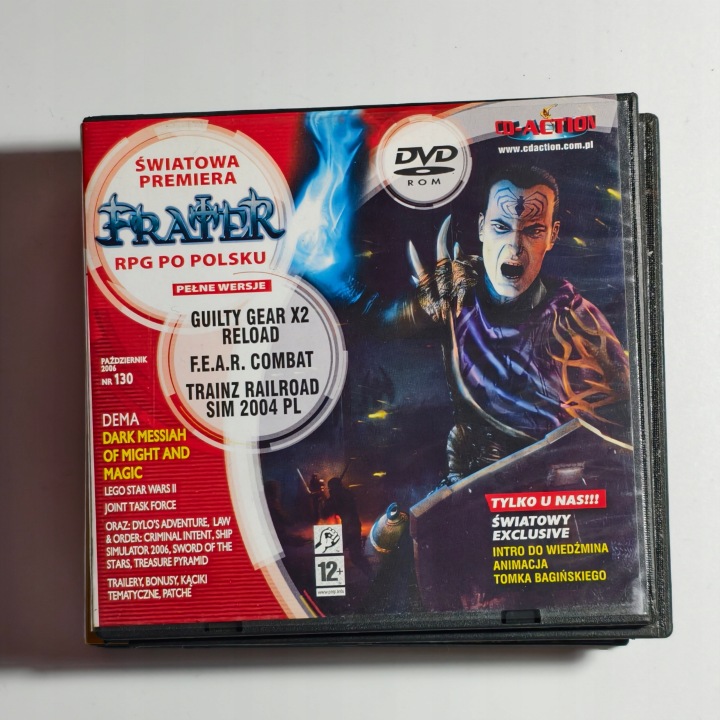 ŚWIATOWA
PREMIERA
FRATER
RPG PO POLSKU
PEŁNE WERSJE
GUILTY GEAR X2
RELOAD
F.E.A.R. COMBAT
TRAINZ RAILROAD
SIM 2004 PL
PAŹDZIERNIK
2006
NR 130
DEMA
DARK MESSIAH
OF MIGHT AND
MAGIC
LEGO STAR WARS II
JOINT TASK FORCE
ORAZ: DYLO'S ADVENTURE, LAW
& ORDER: CRIMINAL INTENT, SHIP
SIMULATOR 2006, SWORD OF THE
STARS, TREASURE PYRAMID
TRAILERY, BONUSY, KĄCIKI
TEMATYCZNE, PATCHE
DVD
ROM
CD-ACTION
www.cdaction.com.pl
12+
TYLKO U NAS!!!
ŚWIATOWY
EXCLUSIVE
INTRO DO WIEDŹMINA
ANIMACJA
TOMKA BAGIŃSKIEGO